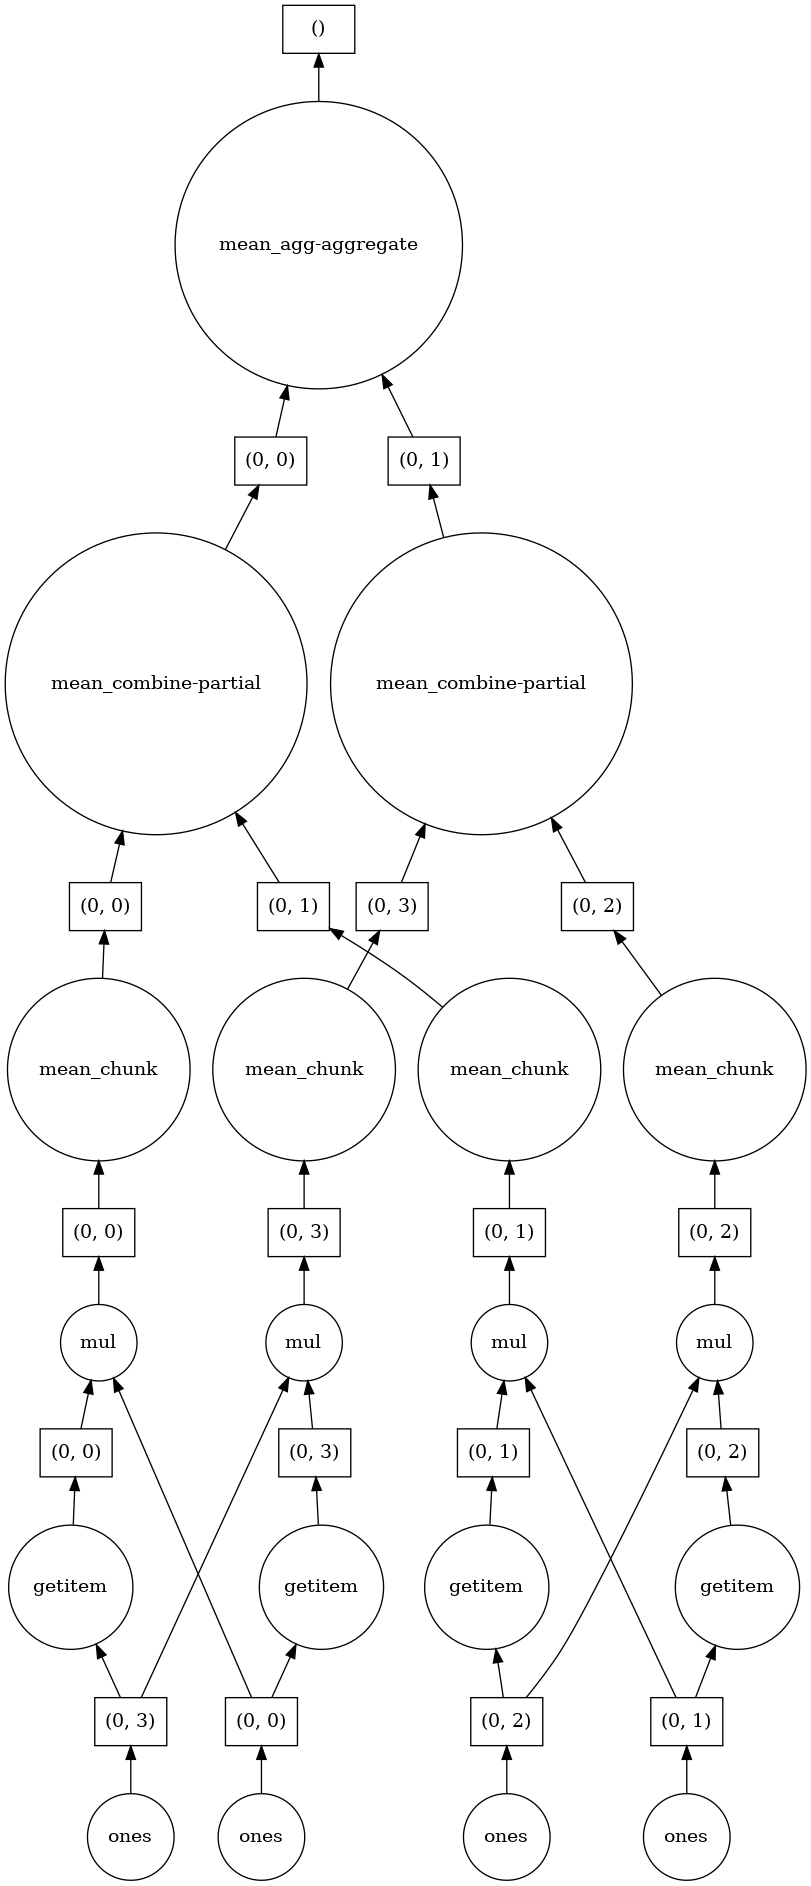 ()
mean_agg-aggregate
(0, 0)
(0, 1)
mean_combine-partial
mean_combine-partial
(0, 0)
(0, 1)
(0, 3)
(0, 2)
mean_chunk
mean_chunk
mean_chunk
mean_chunk
(0, 0)
(0, 3)
(0, 1)
(0, 2)
mul
mul
mul
mul
(0, 0)
(0, 3)
(0, 1)
(0, 2)
getitem
getitem
getitem
getitem
(0, 3)
(0, 0)
(0, 2)
(0, 1)
ones
ones
ones
ones